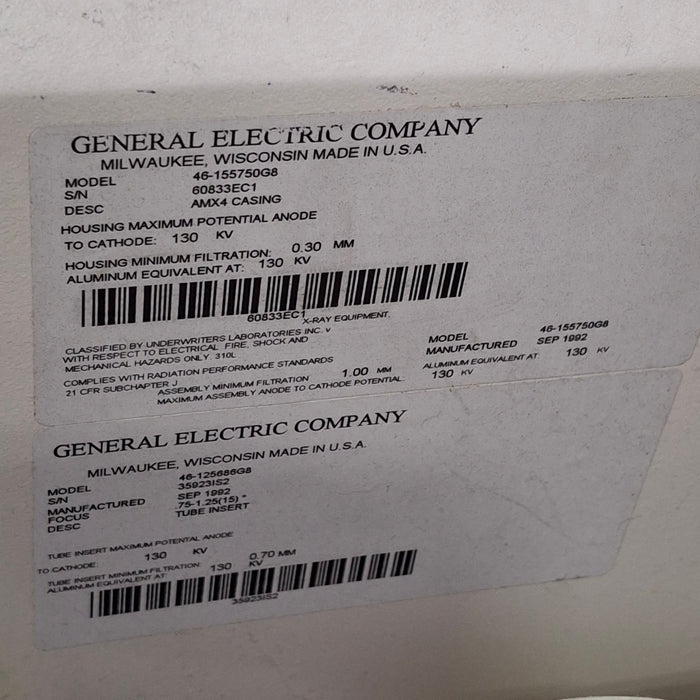 GENERAL ELECTRIC COMPANY
MILWAUKEE, WISCONSIN MADE IN U.S.A.
MODEL 46-155750G8
S/N 60833EC1
DESC AMX4 CASING
HOUSING MAXIMUM POTENTIAL ANODE
TO CATHODE: 130 KV
HOUSING MINIMUM FILTRATION: 0.30 MM
ALUMINUM EQUIVALENT AT: 130 KV
60833EC1
X-RAY EQUIPMENT.
CLASSIFIED BY UNDERWRITERS LABORATORIES INC. v
WITH RESPECT TO ELECTRICAL FIRE, SHOCK AND
MECHANICAL HAZARDS ONLY. 310L
MODEL 46-155750G8
MANUFACTURED SEP 1992
COMPLIES WITH RADIATION PERFORMANCE STANDARDS
21 CFR SUBCHAPTER J
ASSEMBLY MINIMUM FILTRATION 1.00 MM ALUMINUM EQUIVALENT AT: 130 KV
MAXIMUM ASSEMBLY ANODE TO CATHODE POTENTIAL: 130 KV
GENERAL ELECTRIC COMPANY
MILWAUKEE, WISCONSIN MADE IN U.S.A.
MODEL 46-125686G8
S/N 35923IS2
MANUFACTURED SEP 1992
FOCUS .75-1.25(15) °
DESC TUBE INSERT
TUBE INSERT MAXIMUM POTENTAL ANODE
TO CATHODE: 130 KV
TUBE INSERT MINIMUM FILTRATION: 0.70 MM
ALUMINUM EQUIVALENT AT: 130 KV
35923IS2